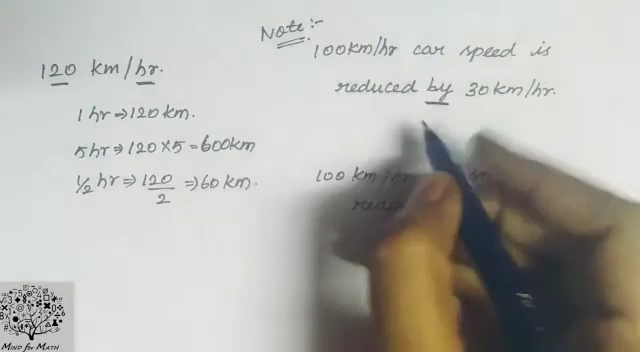 120 km/hr.
1 hr ⇒ 120 km.
5 hr ⇒ 120 x 5 = 600km
1/2 hr ⇒ 120/2 ⇒ 60 km.
Note:-
100km/hr car speed is
reduced by 30km/hr.
100 km/hr
MIND for MATH